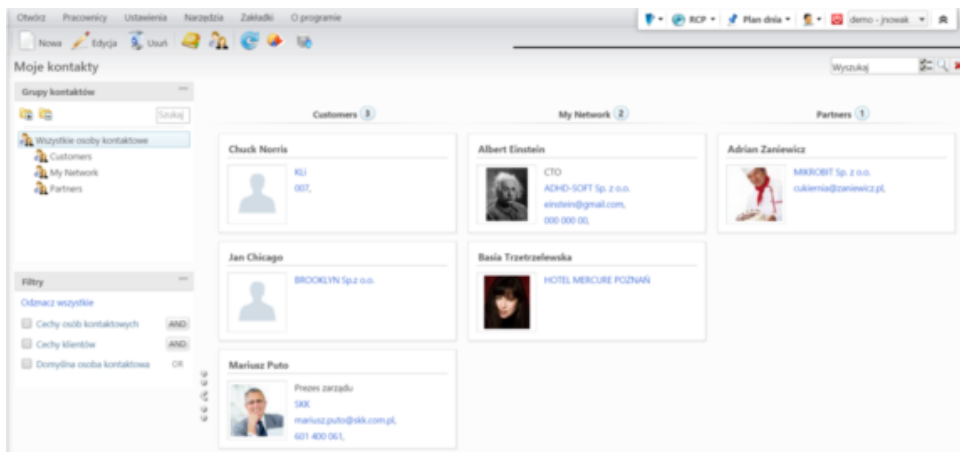 Otwórz Pracownicy Ustawienia Narzędzia Zakładki O programie
RCP Plan dnia demo - jnowak
Nowa Edycja Usuń
Moje kontakty
Wyszukaj
Grupy kontaktów
Szukaj
Wszystkie osoby kontaktowe
Customers
My Network
Partners
Filtry
Odznacz wszystkie
Cechy osób kontaktowych AND
Cechy klientów AND
Domyślna osoba kontaktowa OR
Customers 3
Chuck Norris
KLi
007,
Jan Chicago
BROOKLYN Sp.z o.o.
Mariusz Puto
Prezes zarządu
SKK
mariusz.puto@skk.com.pl,
601 400 061,
My Network 2
Albert Einstein
CTO
ADHD-SOFT Sp. z o.o.
einstein@gmail.com,
000 000 00,
Basia Trzetrzelewska
HOTEL MERCURE POZNAŃ
Partners 1
Adrian Zaniewicz
MIKROBIT Sp. z o.o.
cukiernia@zaniewicz.pl,